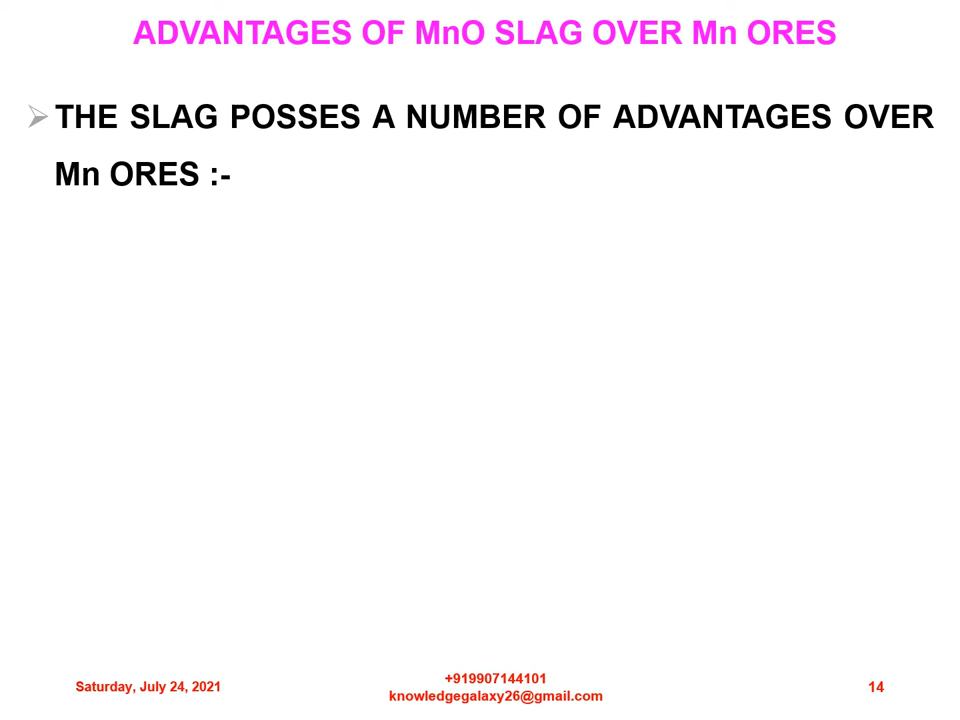 ADVANTAGES OF MnO SLAG OVER Mn ORES
THE SLAG POSSES A NUMBER OF ADVANTAGES OVER
Mn ORES :-
Saturday, July 24, 2021
+919907144101
knowledgegalaxy26@gmail.com
14